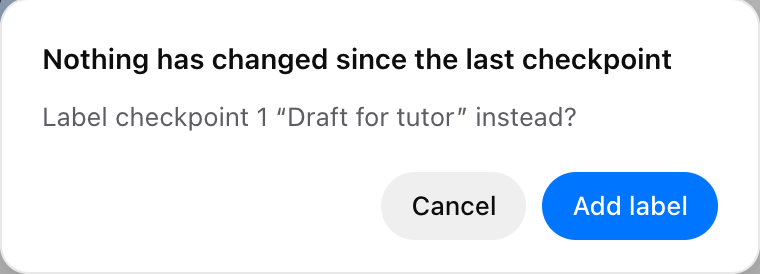 Nothing has changed since the last checkpoint
Label checkpoint 1 “Draft for tutor” instead?
Cancel
Add label